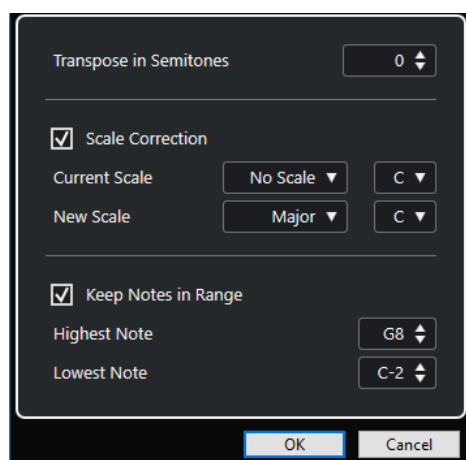 Transpose in Semitones 0
Scale Correction
Current Scale No Scale C
New Scale Major C
Keep Notes in Range
Highest Note G8
Lowest Note C-2
OK Cancel